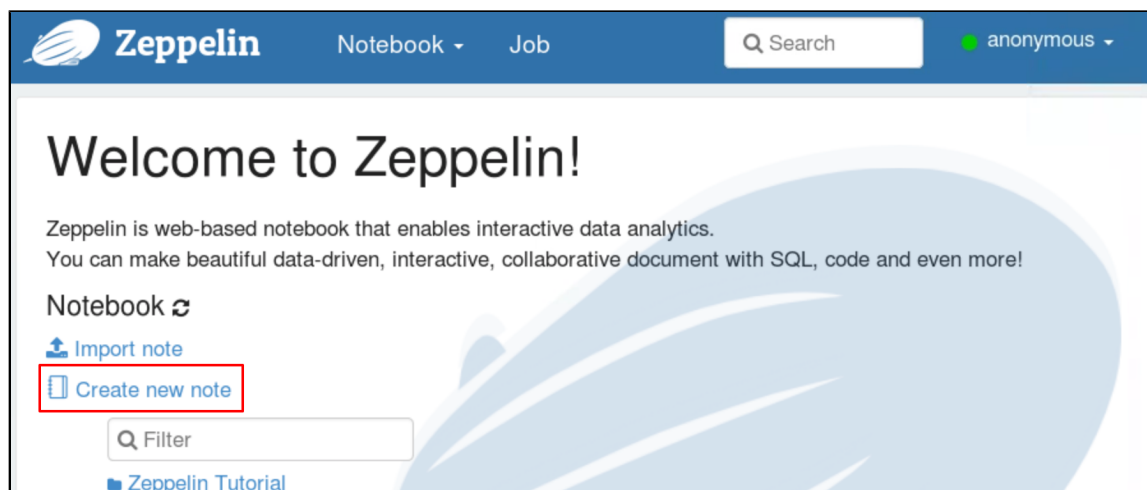 Zeppelin Notebook Job Search anonymous
Welcome to Zeppelin!
Zeppelin is web-based notebook that enables interactive data analytics.
You can make beautiful data-driven, interactive, collaborative document with SQL, code and even more!
Notebook
Import note
Create new note
Filter
Zeppelin Tutorial